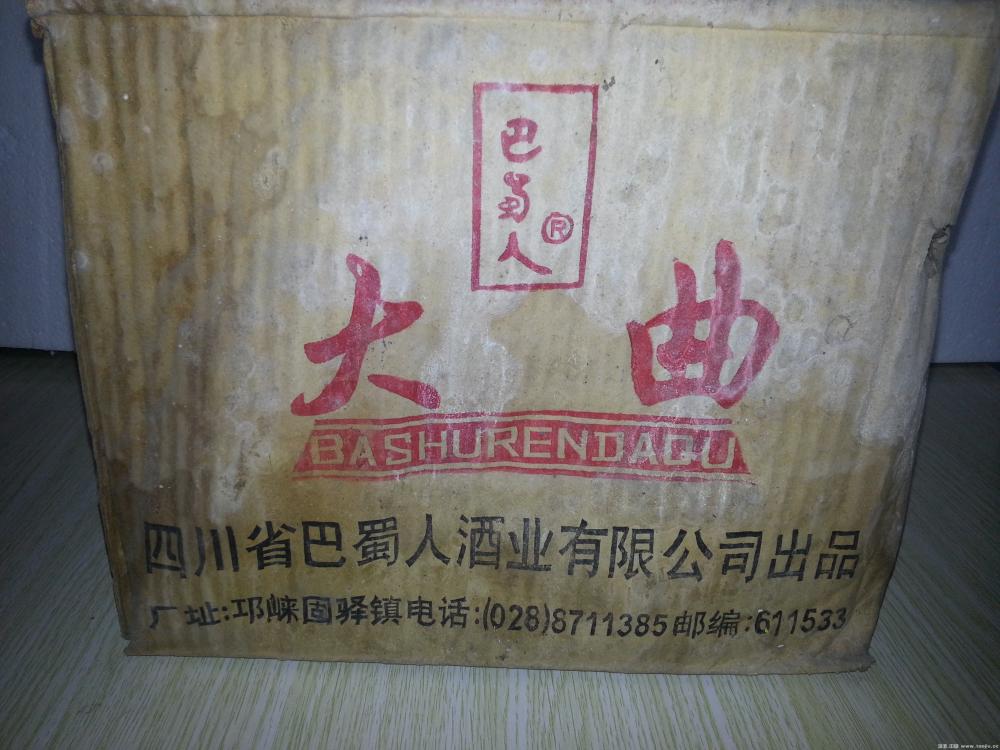 巴蜀人®
大曲
BASHURENDAQU
四川省巴蜀人酒业有限公司出品
厂址:邛崃固驿镇电话:(028)8711385邮编:611533